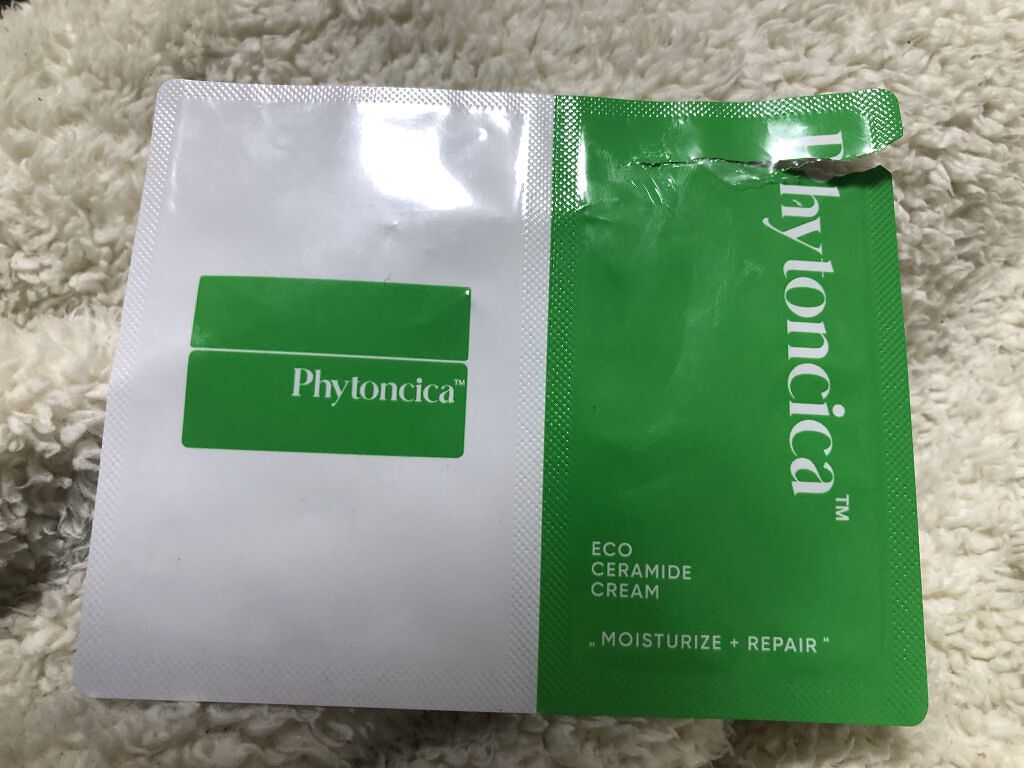 Phytoncica™
Phytoncica™
ECO
CERAMIDE
CREAM
„ MOISTURIZE + REPAIR “